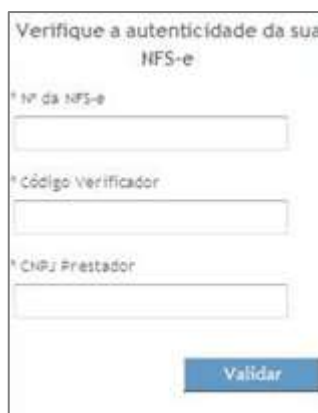 Verifique a autenticidade da sua
NFS-e
* Nº da NFS-e
* Código Verificador
* CNPJ Prestador
Validar